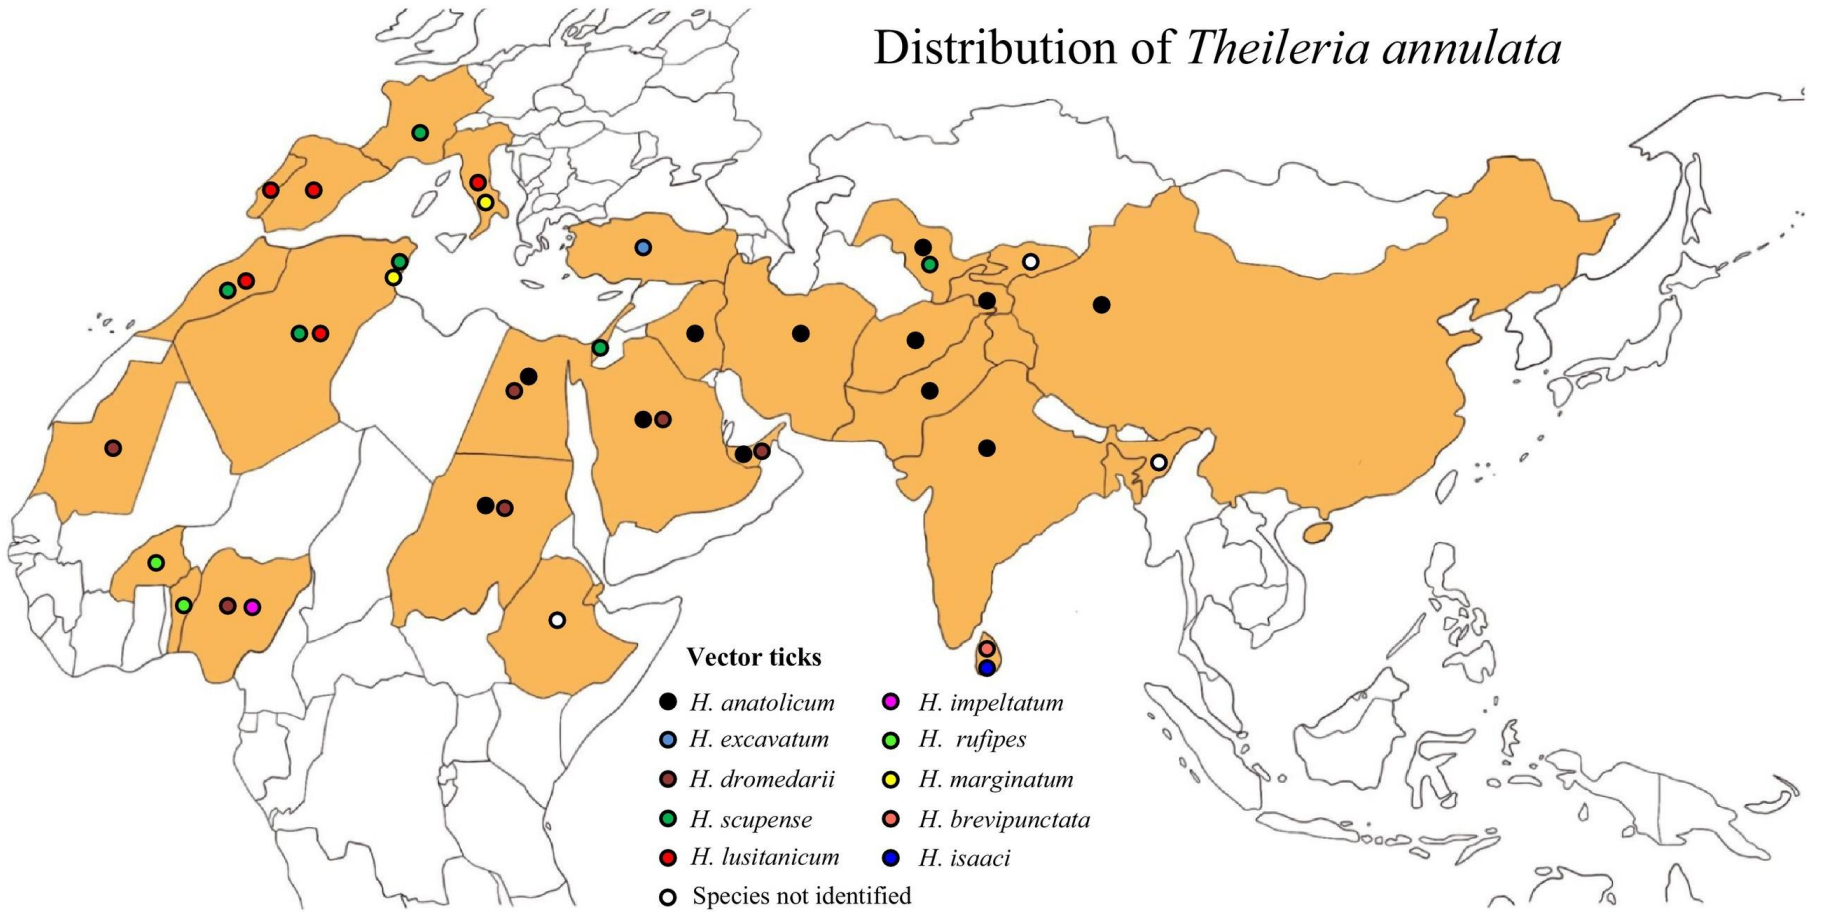 Distribution of Theileria annulata
Vector ticks
H. anatolicum
H. excavatum
H. dromedarii
H. scupense
H. lusitanicum
Species not identified
H. impeltatum
H. rufipes
H. marginatum
H. brevipunctata
H. isaaci